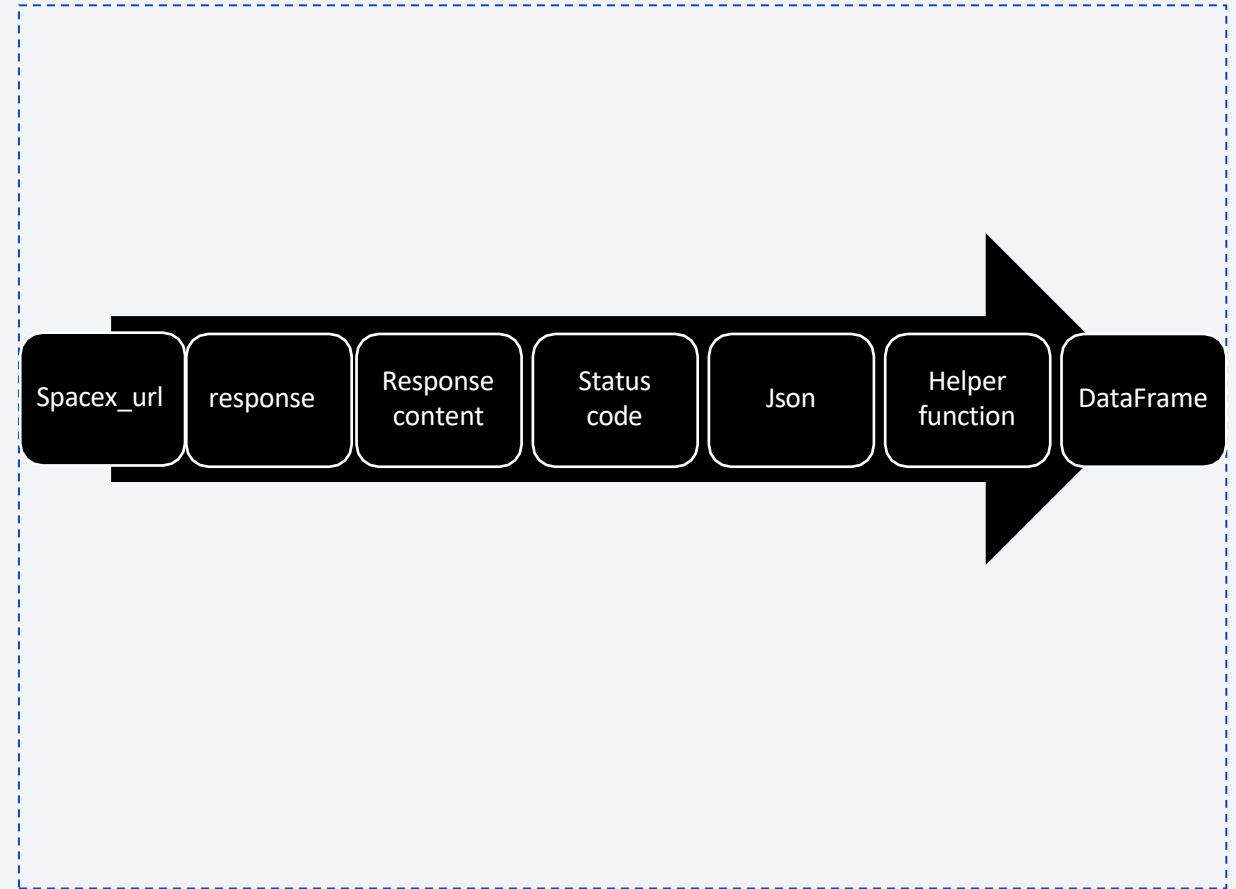 Spacex_url
response
Response
content
Status
code
Json
Helper
function
DataFrame